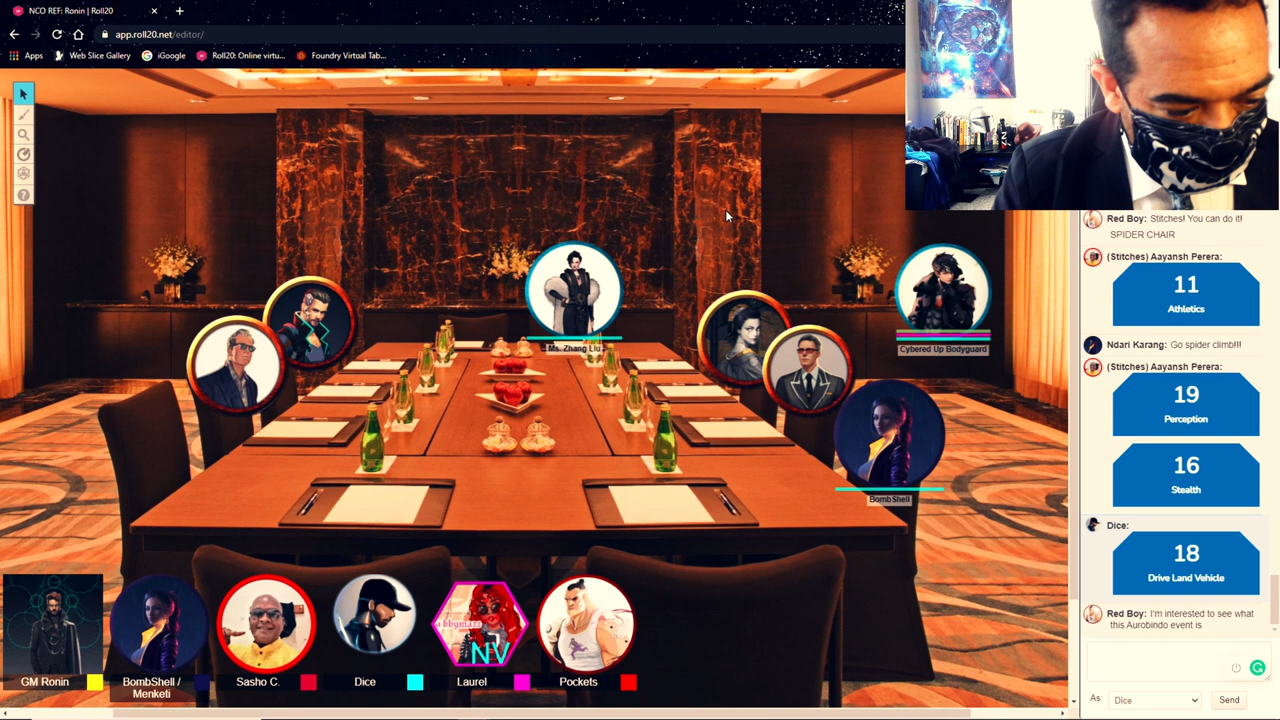 NCO REF: Ronin | Roll20
app.roll20.net/editor/
Apps
Web Slice Gallery
iGoogle
Roll20: Online virtu...
Foundry Virtual Tab...
N7
Red Boy: Stitches! You can do it!
SPIDER CHAIR
(Stitches) Aayansh Perera:
11
Athletics
Ndari Karang: Go spider climb!!!
(Stitches) Aayansh Perera:
19
Perception
16
Stealth
Dice:
18
Drive Land Vehicle
Red Boy: I'm interested to see what
this Aurobindo event is
As:
Dice
Send
Ms. Zhang Liu
Cybered Up Bodyguard
BombShell
NV
GM Ronin
BombShell /
Menketi
Sasho C.
Dice
Laurel
Pockets